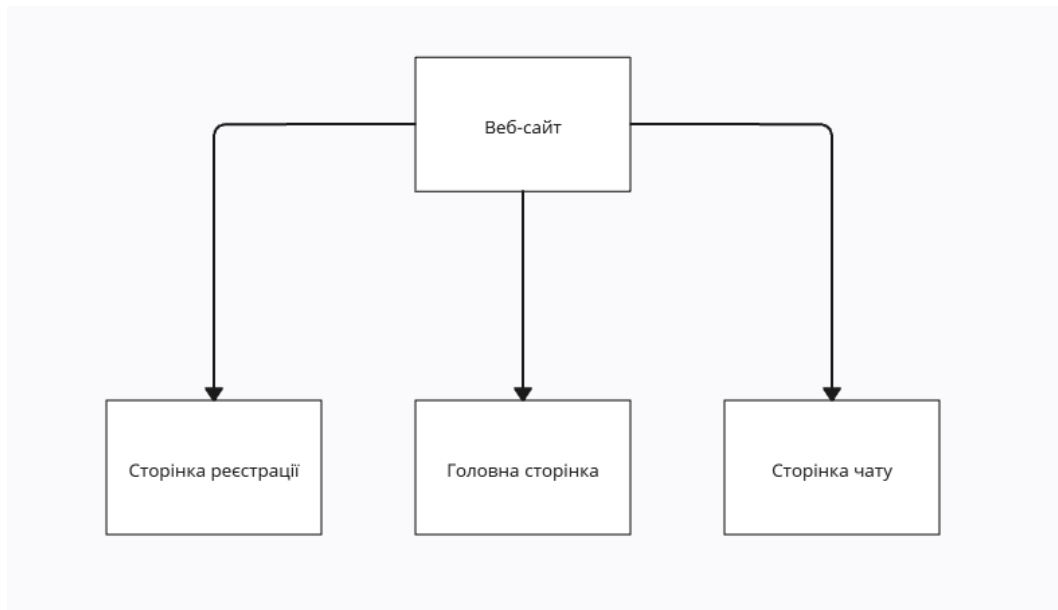 Веб-сайт
Сторінка реєстрації
Головна сторінка
Сторінка чату